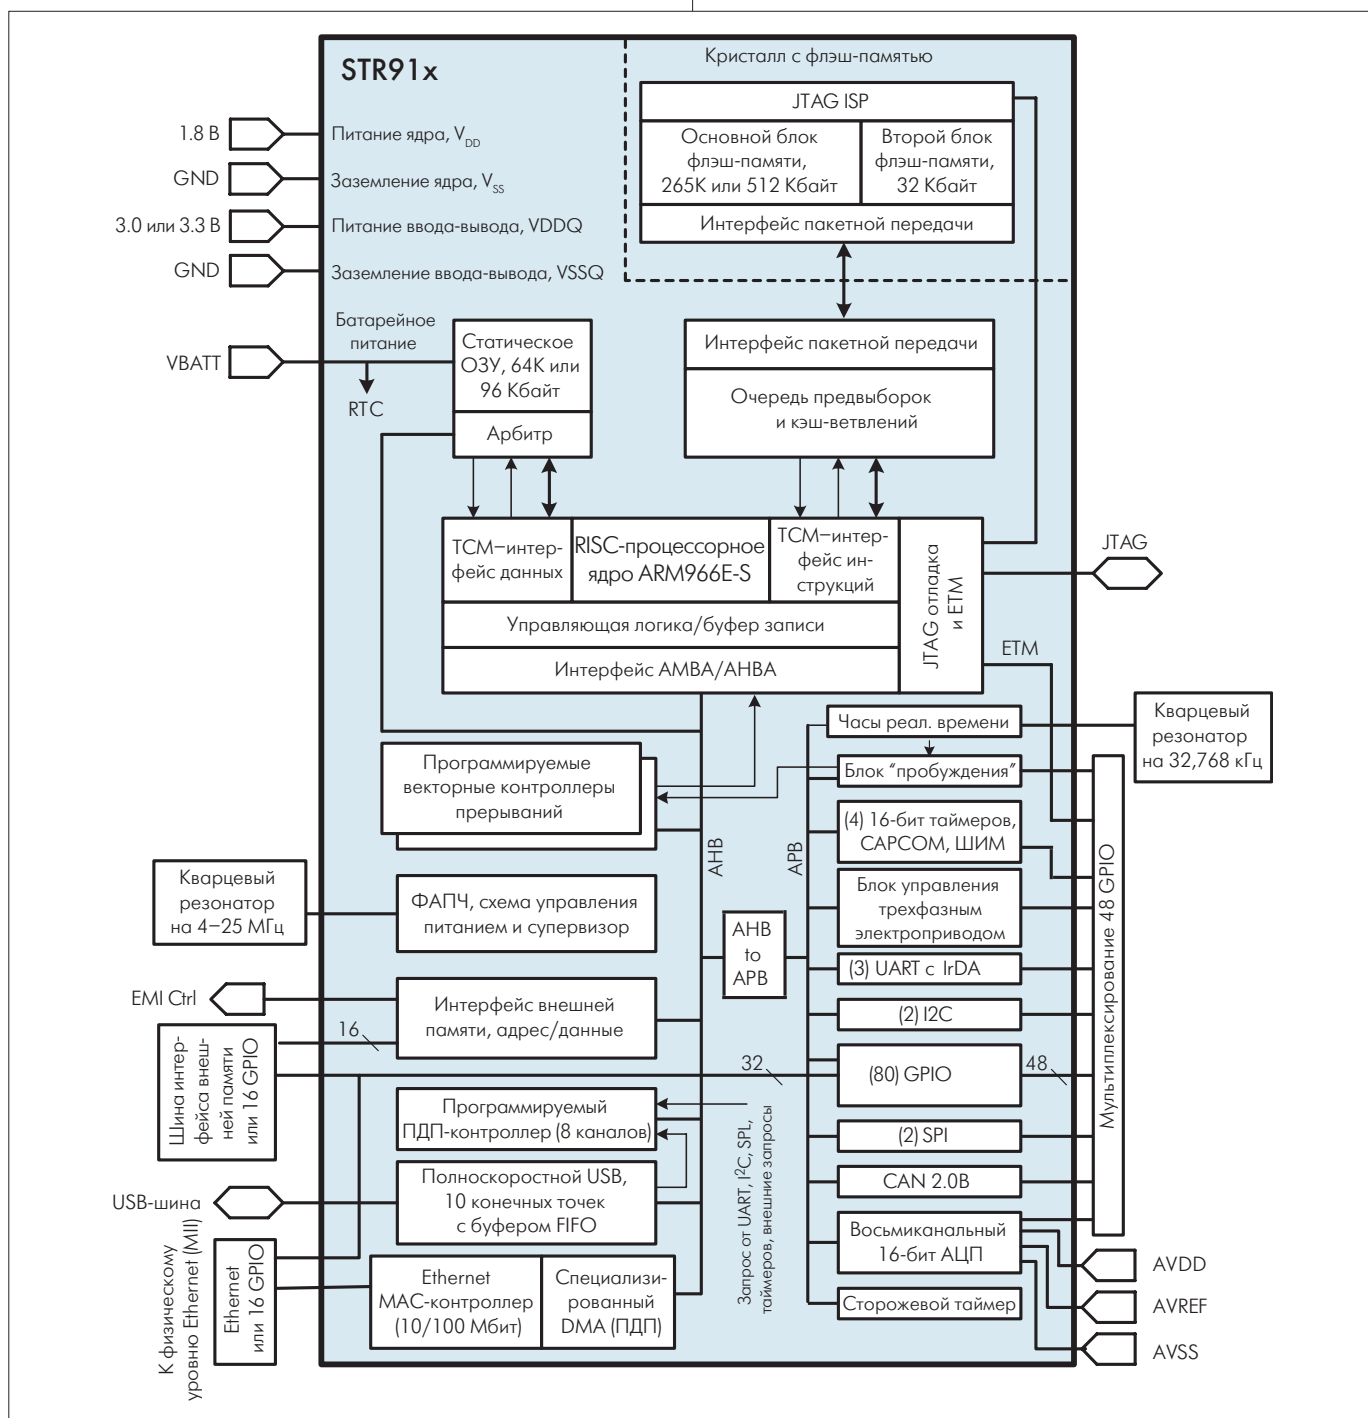 STR91x
Кристалл с флэш-памятью
JTAG ISP
Основной блок
флэш-памяти,
265K или 512 Кбайт
Второй блок
флэш-памяти,
32 Кбайт
Интерфейс пакетной передачи
1.8 В
Питание ядра, VDD
GND
Заземление ядра, VSS
3.0 или 3.3 В
Питание ввода-вывода, VDDQ
GND
Заземление ввода-вывода, VSSQ
Батарейное
питание
VBATT
RTC
Статическое
ОЗУ, 64К или
96 Кбайт
Арбитр
Интерфейс пакетной передачи
Очередь предвыборок
и кэш-ветвлений
TCM–интер-
фейс данных
RISC-процессорное
ядро ARM966E-S
TCM–интер-
фейс ин-
струкций
JTAG отладка
и ETM
JTAG
Управляющая логика/буфер записи
Интерфейс AMBA/AHBA
ETM
Часы реал. времени
Кварцевый
резонатор
на 32,768 кГц
Программируемые
векторные контроллеры
прерываний
Блок “пробуждения”
(4) 16-бит таймеров,
CAPCOM, ШИМ
AHB
APB
Кварцевый
резонатор
на 4–25 МГц
ФАПЧ, схема управления
питанием и супервизор
Блок управления
трехфазным
электроприводом
AHB
to
APB
(3) UART с IrDA
Мультиплексирование 48 GPIO
EMI Ctrl
Интерфейс внешней
памяти, адрес/данные
(2) I2C
16
Шина интер-
фейса внеш-
ней памяти
или 16 GPIO
32
(80) GPIO
48
Программируемый
ПДП-контроллер (8 каналов)
(2) SPI
Запрос от UART, I²C, SPL,
таймеров, внешние запросы
USB-шина
Полноскоростной USB,
10 конечных точек
с буфером FIFO
CAN 2.0B
Восьмиканальный
16-бит АЦП
AVDD
К физическому
уровню Ethernet (MII)
Ethernet
или 16 GPIO
Ethernet
MAC-контроллер
(10/100 Мбит)
Специализи-
рованный
DMA (ПДП)
Сторожевой таймер
AVREF
AVSS